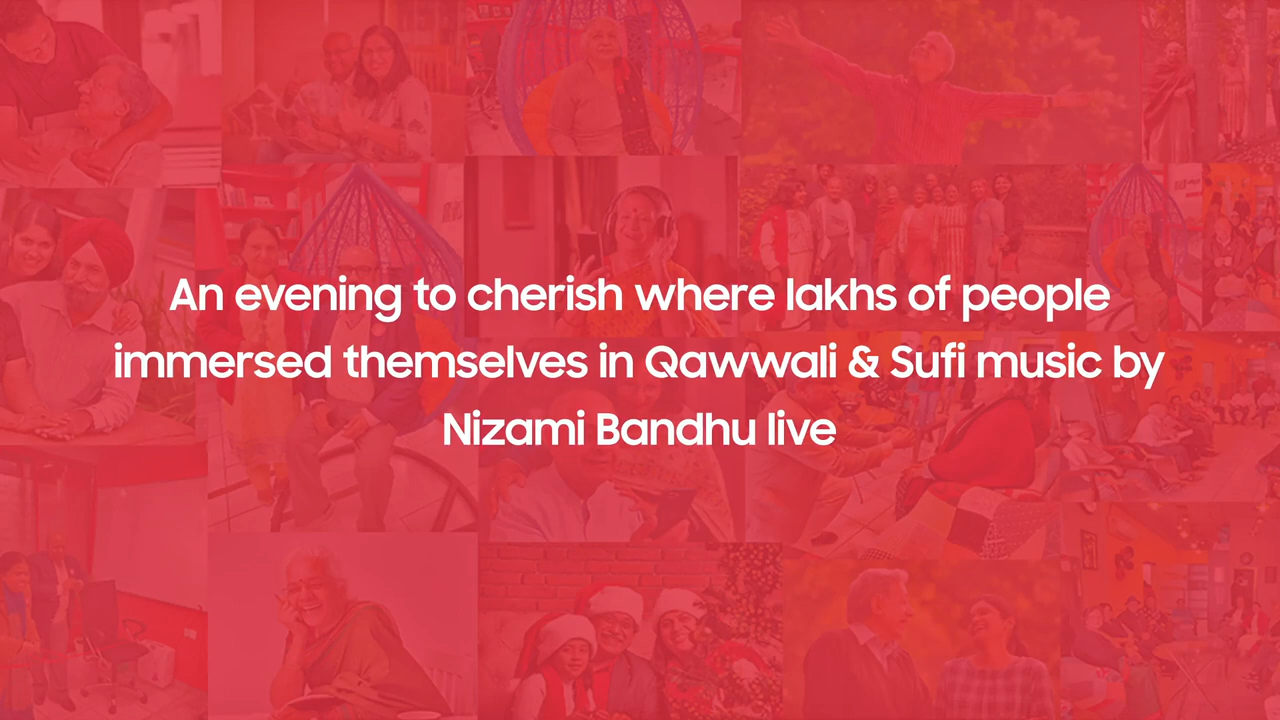 An evening to cherish where lakhs of people
immersed themselves in Qawwali & Sufi music by
Nizami Bandhu live